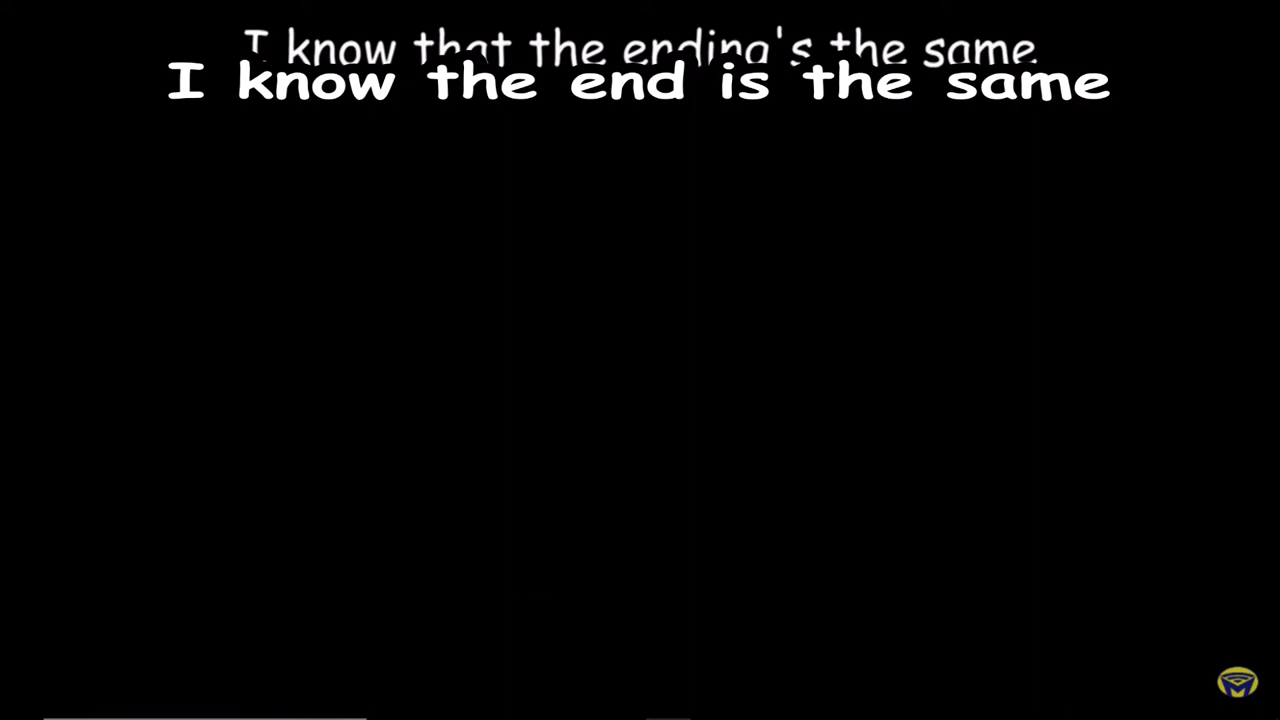 I know that the ending's the same
I know the end is the same